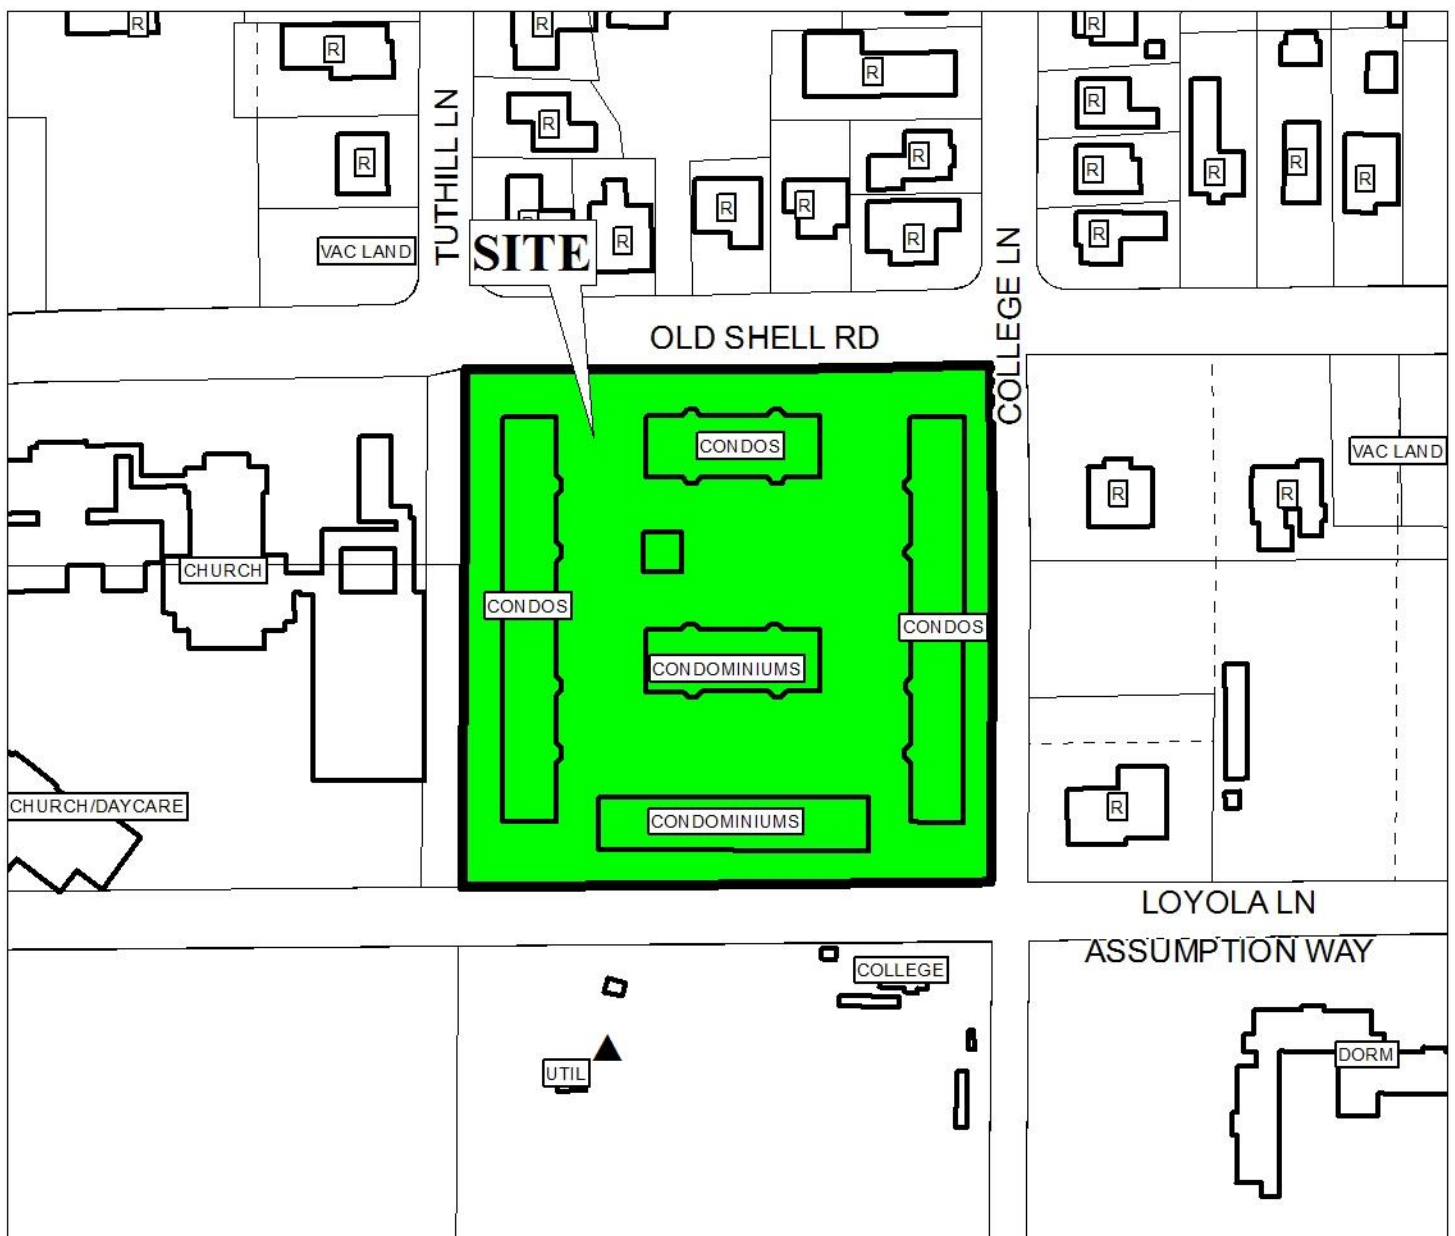 R
R
R
R
R
R
TUTHILL LN
R
R
R
R
R
R
R
R
R
R
R
R
R
R
SITE
VAC LAND
R
COLLEGE LN
OLD SHELL RD
CONDOS
VAC LAND
R
R
CHURCH
CONDOS
CONDOS
CONDOMINIUMS
CHURCH/DAYCARE
R
CONDOMINIUMS
LOYOLA LN
ASSUMPTION WAY
COLLEGE
UTIL
DORM